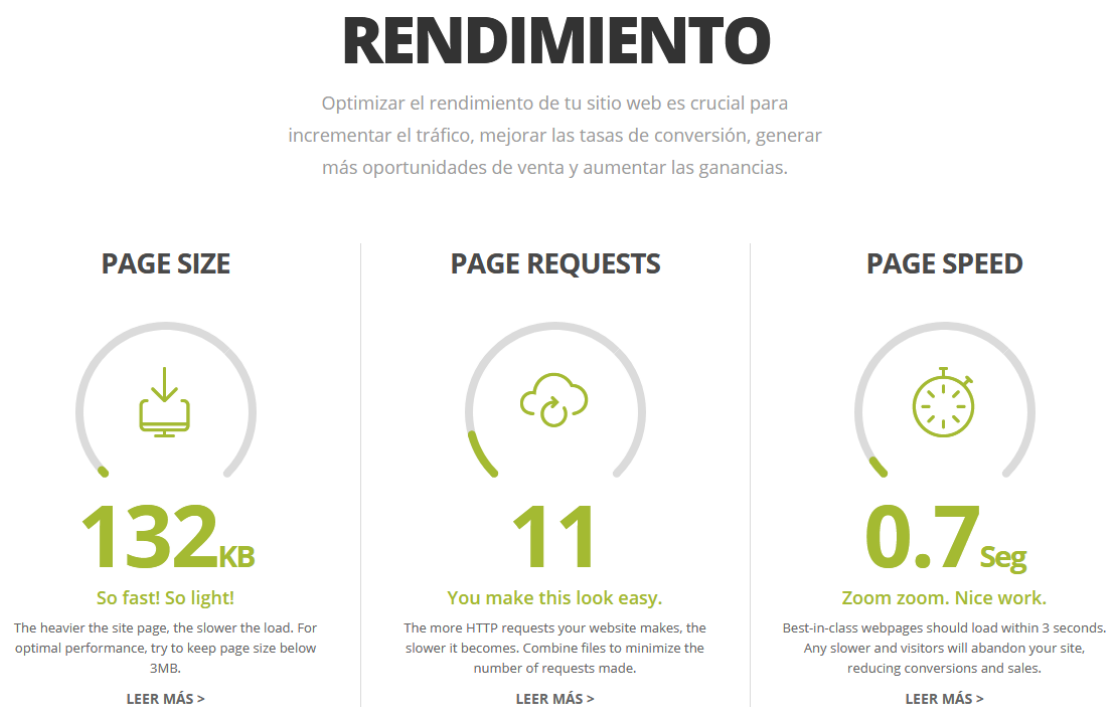 RENDIMIENTO
Optimizar el rendimiento de tu sitio web es crucial para
incrementar el tráfico, mejorar las tasas de conversión, generar
más oportunidades de venta y aumentar las ganancias.
PAGE SIZE
132KB
So fast! So light!
The heavier the site page, the slower the load. For
optimal performance, try to keep page size below
3MB.
LEER MÁS >
PAGE REQUESTS
11
You make this look easy.
The more HTTP requests your website makes, the
slower it becomes. Combine files to minimize the
number of requests made.
LEER MÁS >
PAGE SPEED
0.7Seg
Zoom zoom. Nice work.
Best-in-class webpages should load within 3 seconds.
Any slower and visitors will abandon your site,
reducing conversions and sales.
LEER MÁS >